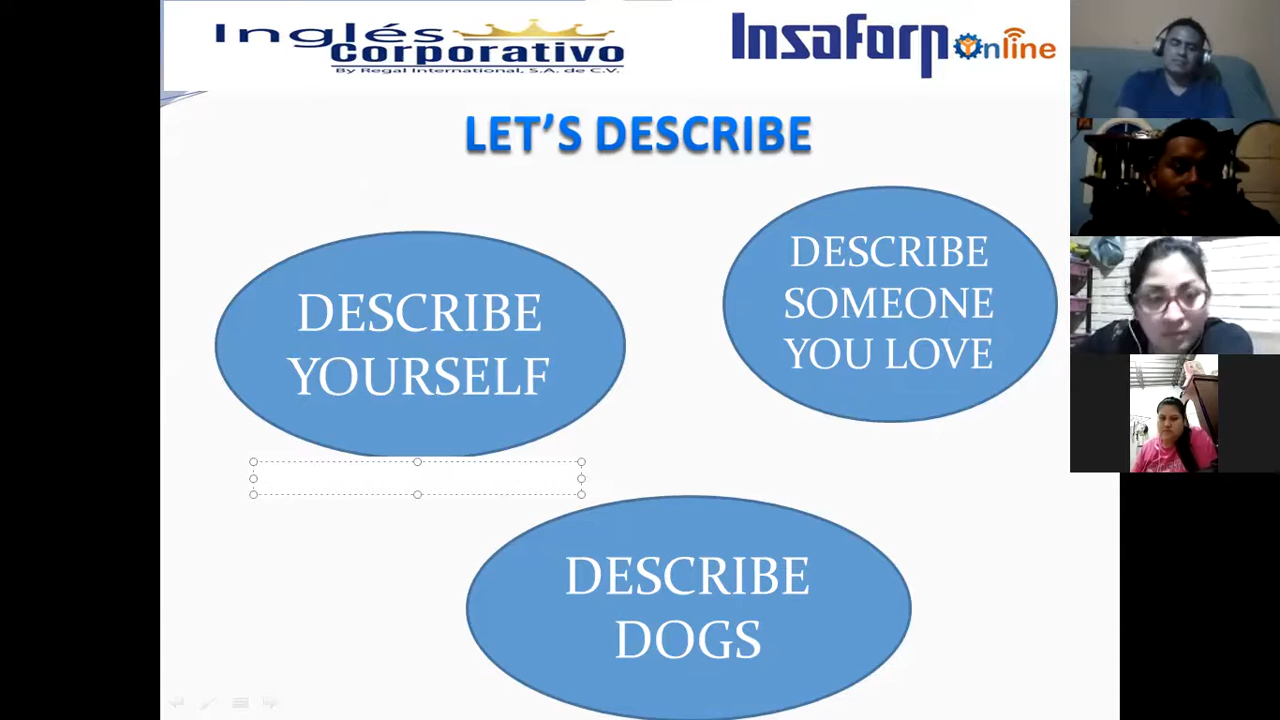 Inglés
Corporativo
By Regal International, S.A. de C.V.
Insaforp Online
LET'S DESCRIBE
DESCRIBE
YOURSELF
DESCRIBE
SOMEONE
YOU LOVE
DESCRIBE
DOGS